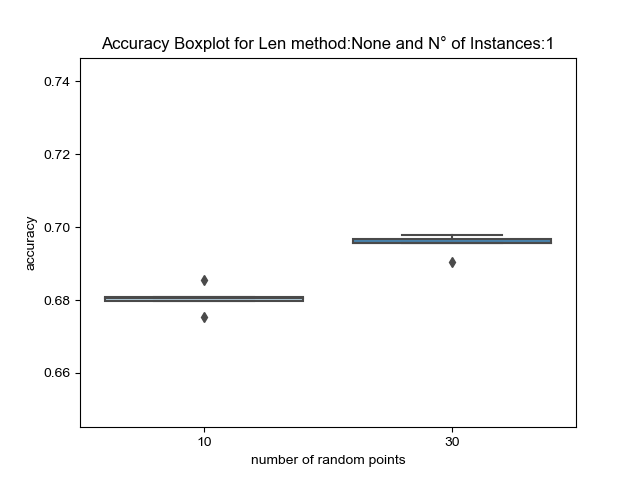 Accuracy Boxplot for Len method:None and N° of Instances:1
0.74
0.72
0.70
0.68
0.66
accuracy
10
30
number of random points